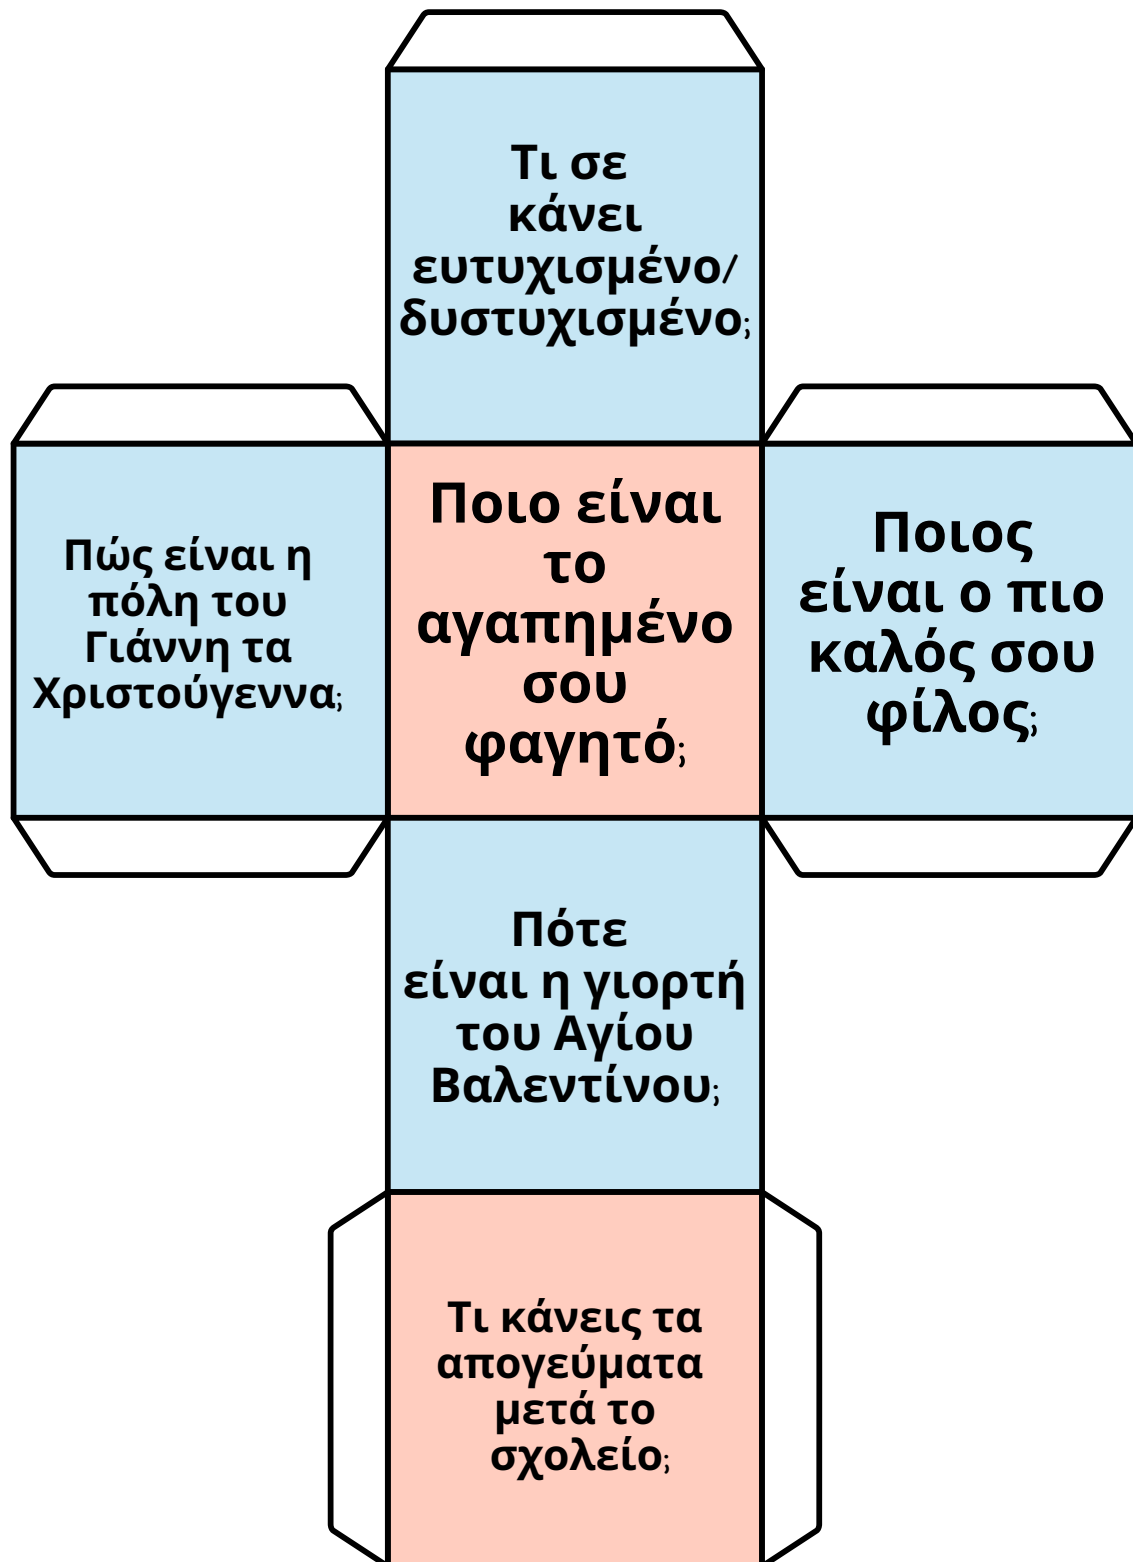 Τι σε
κάνει
ευτυχισμένο/
δυστυχισμένο;
Πώς είναι η
πόλη του
Γιάννη τα
Χριστούγεννα;
Ποιο είναι
το
αγαπημένο
σου
φαγητό;
Ποιος
είναι ο πιο
καλός σου
φίλος;
Πότε
είναι η γιορτή
του Αγίου
Βαλεντίνου;
Τι κάνεις τα
απογεύματα
μετά το
σχολείο;